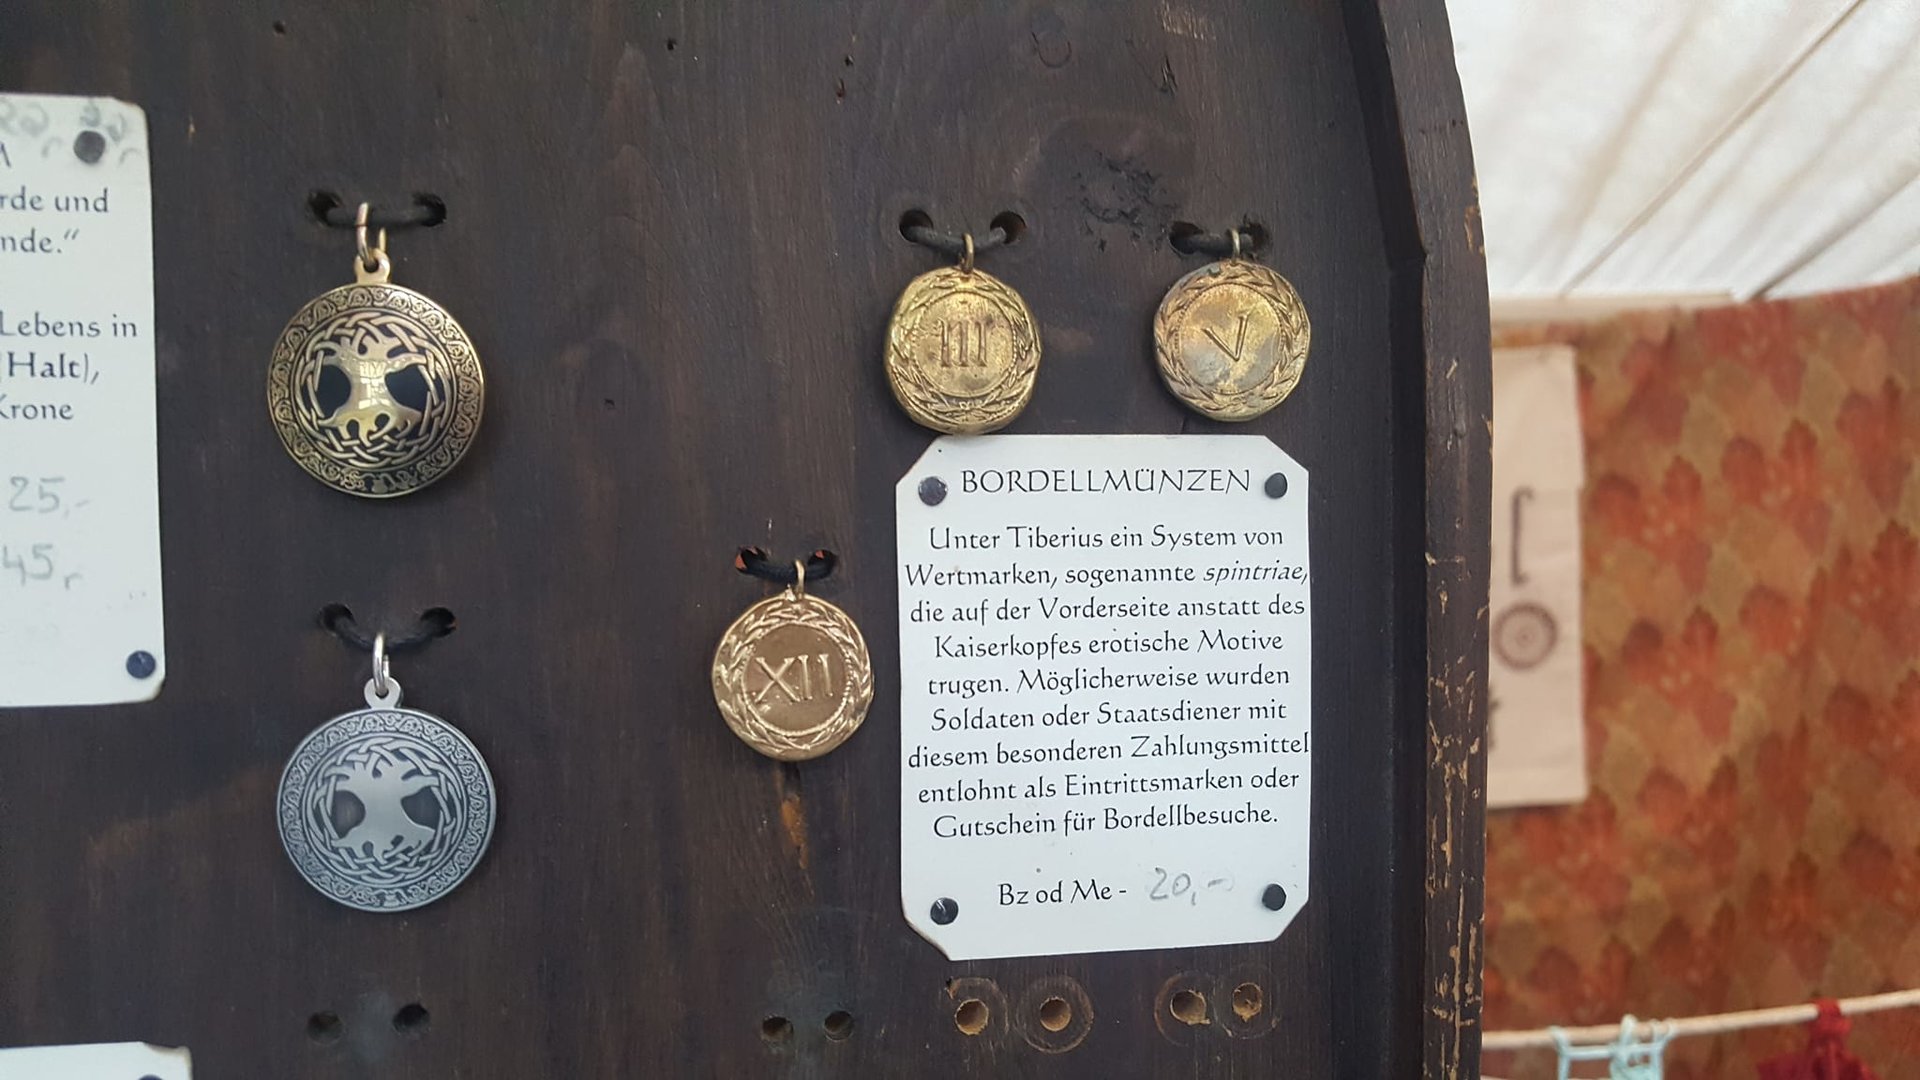 rde und
nde.“
Lebens in
(Halt),
Krone
25,-
45,-
III
V
XII
BORDELLMÜNZEN
Unter Tiberius ein System von
Wertmarken, sogenannte spintriae,
die auf der Vorderseite anstatt des
Kaiserkopfes erotische Motive
trugen. Möglicherweise wurden
Soldaten oder Staatsdiener mit
diesem besonderen Zahlungsmittel
entlohnt als Eintrittsmarken oder
Gutschein für Bordellbesuche.
Bz od Me - 20,-